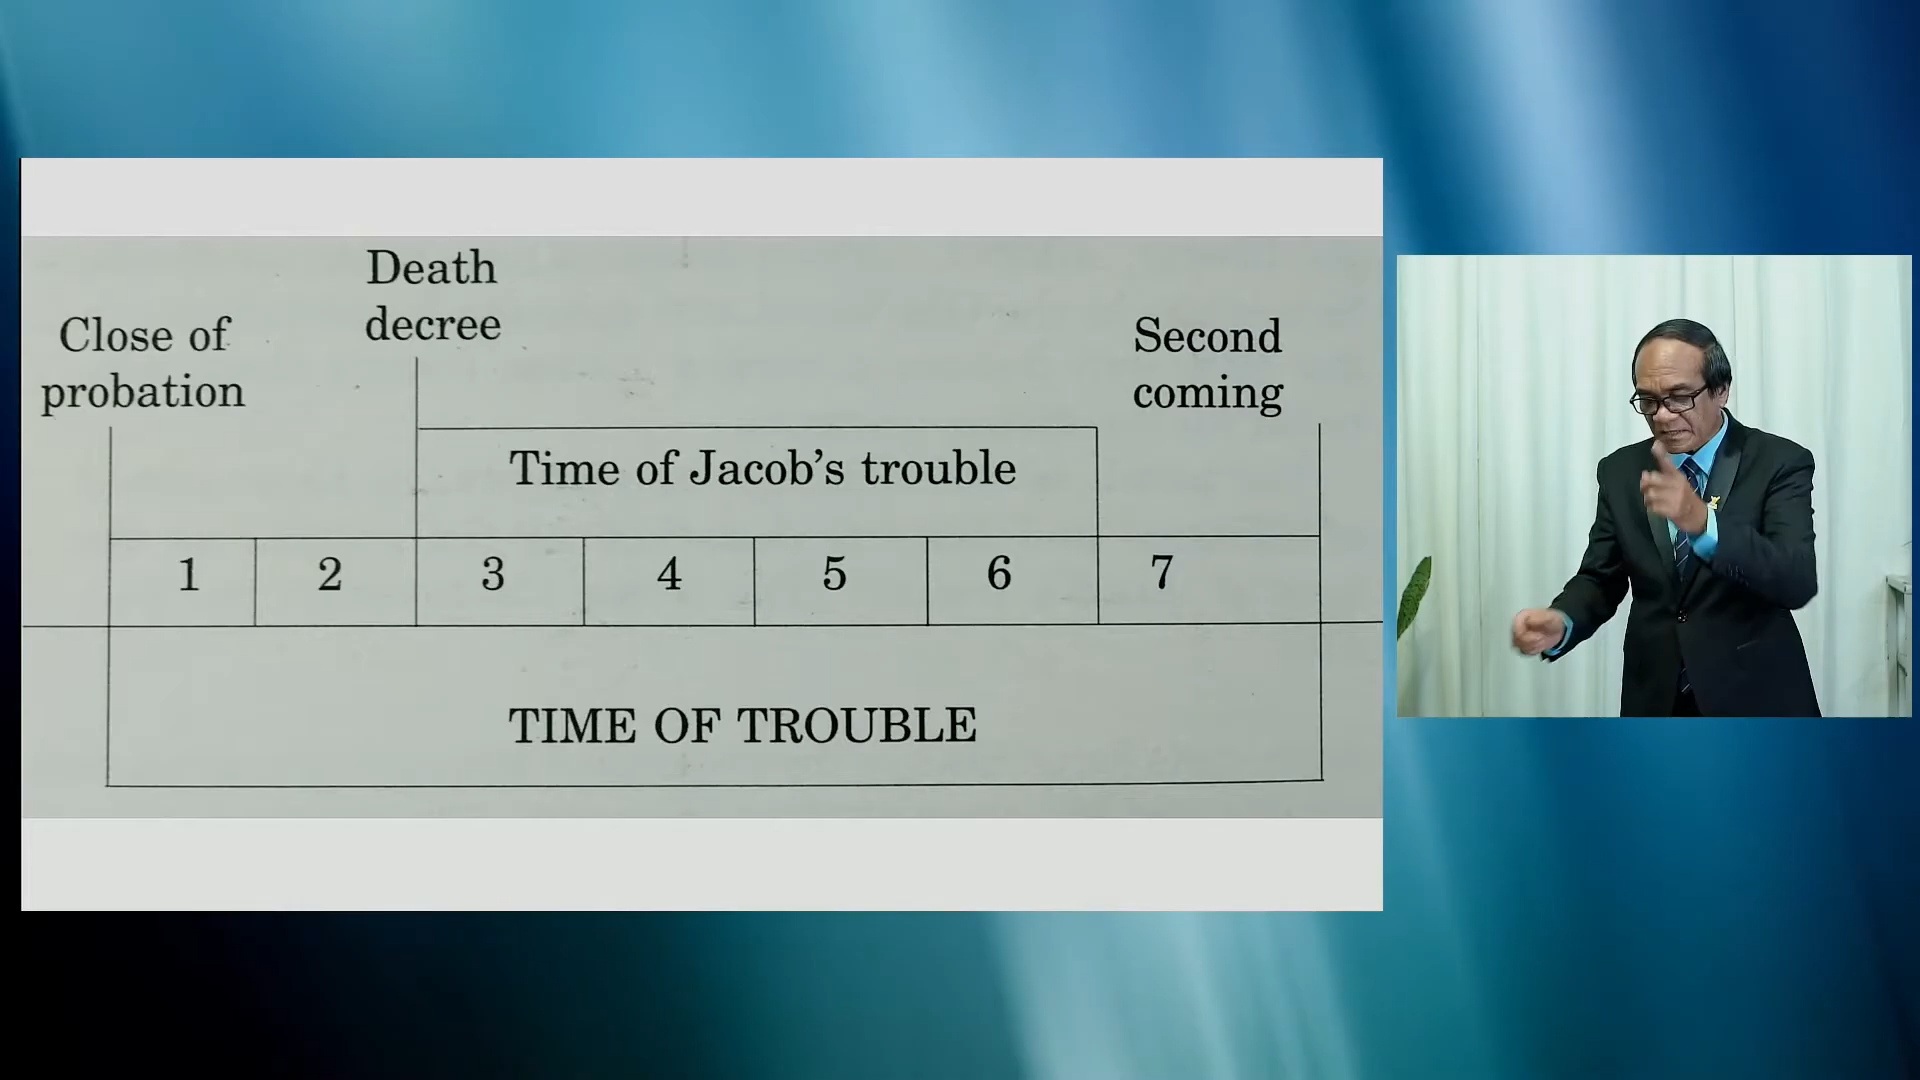 Death
decree
Close of
probation
Second
coming
Time of Jacob's trouble
1 2 3 4 5 6 7
TIME OF TROUBLE